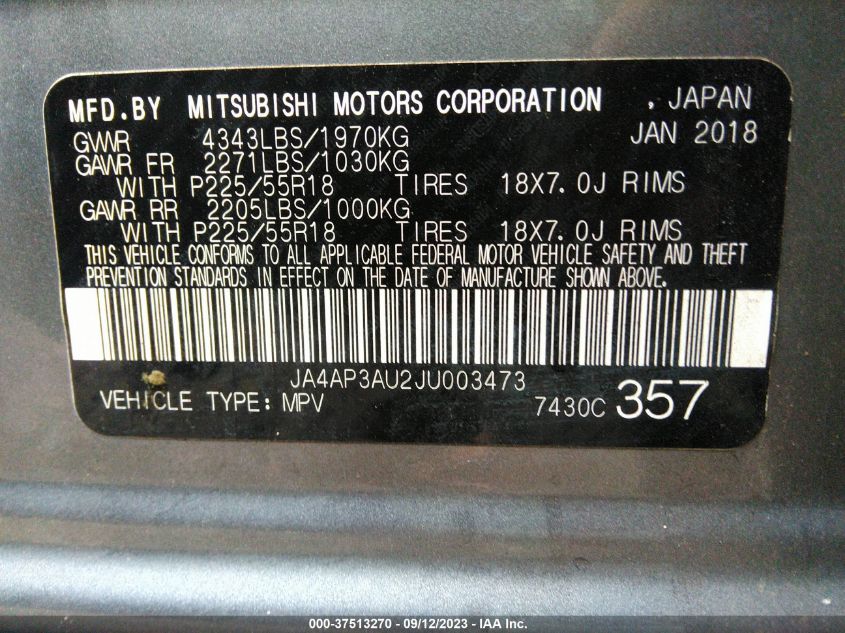 MFD.BY MITSUBISHI MOTORS CORPORATION , JAPAN
GVWR 4343LBS/1970KG JAN 2018
GAWR FR 2271LBS/1030KG
WITH P225/55R18 TIRES 18X7.0J RIMS
GAWR RR 2205LBS/1000KG
WITH P225/55R18 TIRES 18X7.0J RIMS
THIS VEHICLE CONFORMS TO ALL APPLICABLE FEDERAL MOTOR VEHICLE SAFETY AND THEFT
PREVENTION STANDARDS IN EFFECT ON THE DATE OF MANUFACTURE SHOWN ABOVE.
JA4AP3AU2JU003473
VEHICLE TYPE: MPV 7430C 357
000-37513270 - 09/12/2023 - IAA Inc.